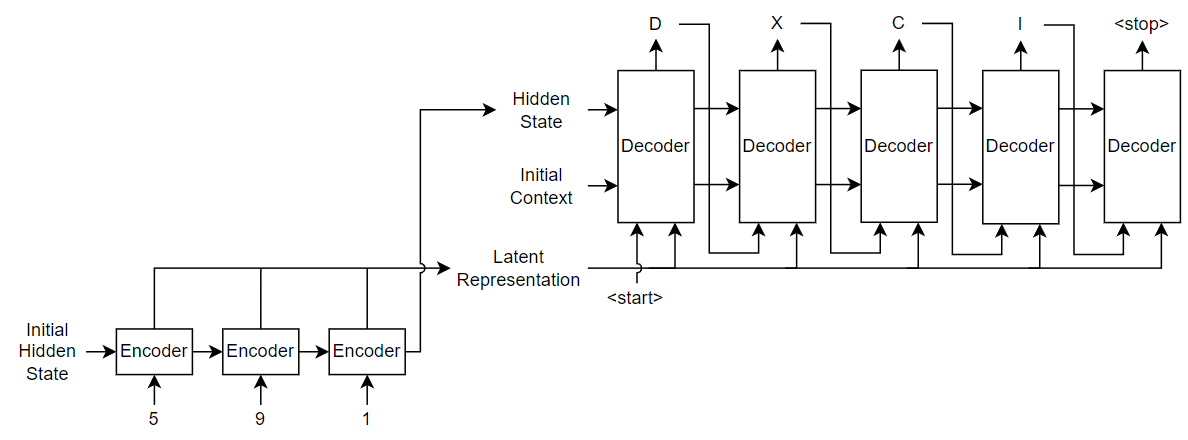 D
X
C
I
<stop>
Hidden
State
Decoder
Decoder
Decoder
Decoder
Decoder
Initial
Context
Latent
Representation
<start>
Initial
Hidden
State
Encoder
Encoder
Encoder
5
9
1